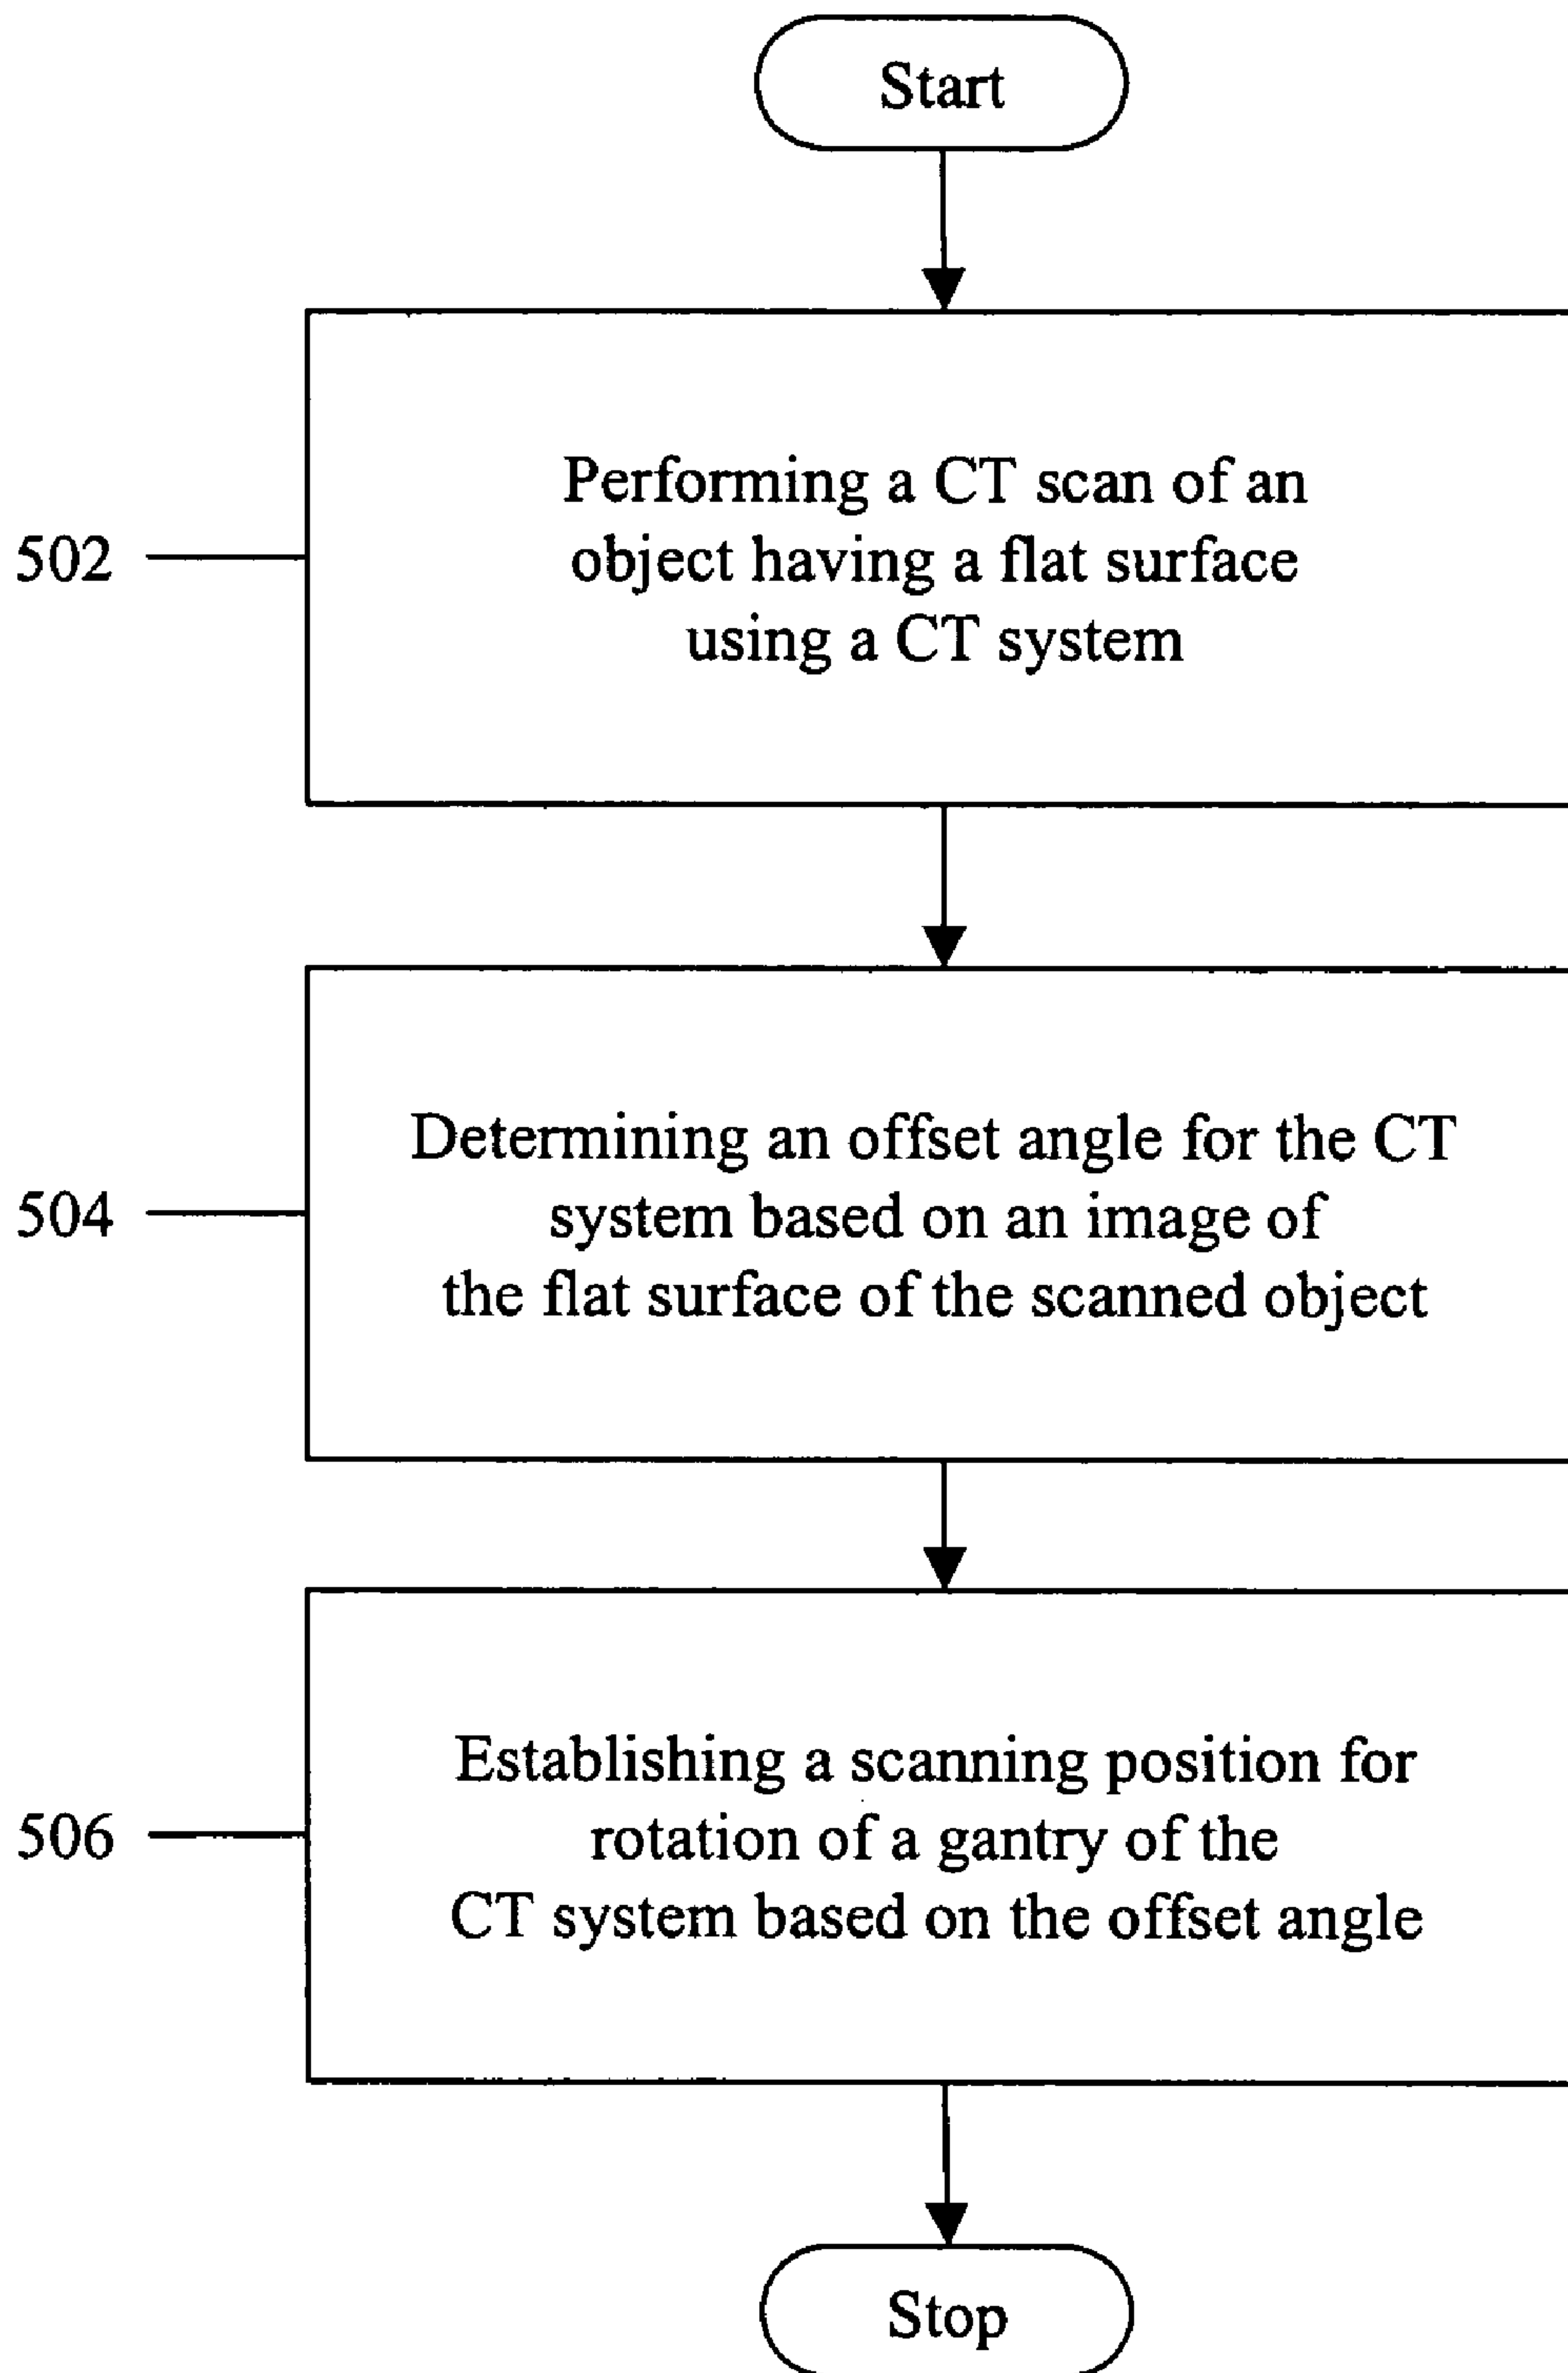 Start
502
Performing a CT scan of an
object having a flat surface
using a CT system
504
Determining an offset angle for the CT
system based on an image of
the flat surface of the scanned object
506
Establishing a scanning position for
rotation of a gantry of the
CT system based on the offset angle
Stop